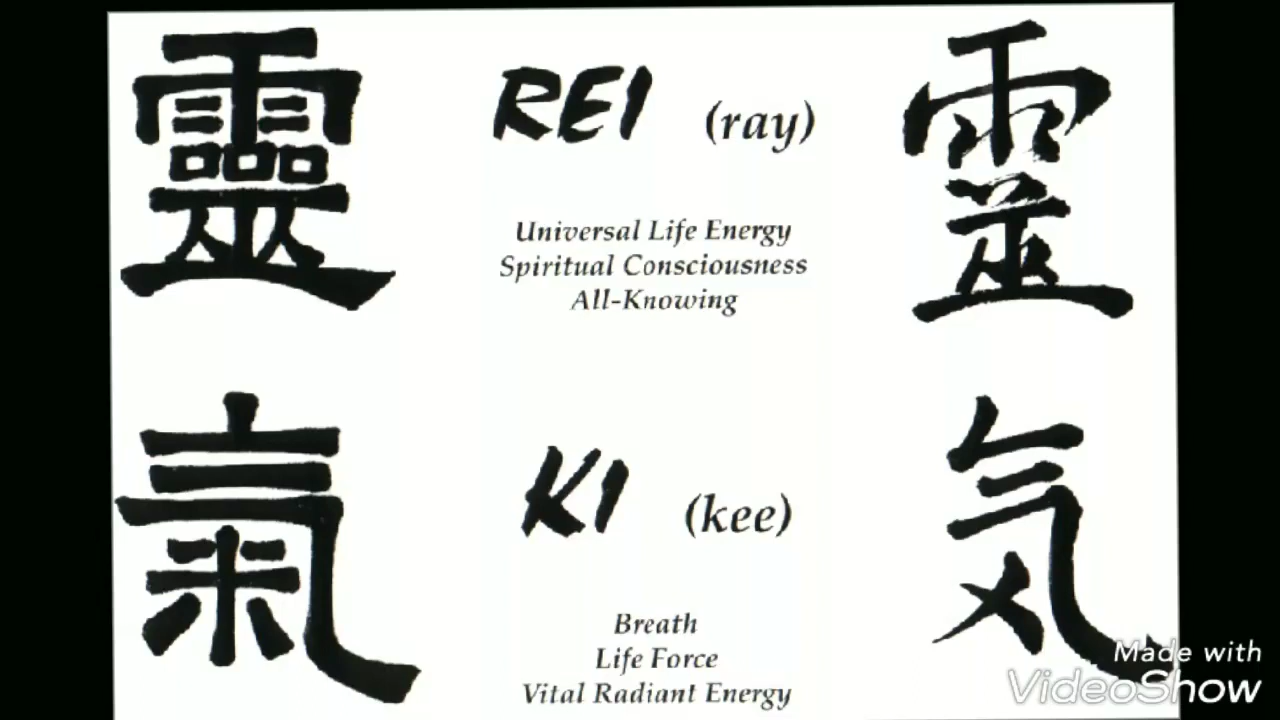 靈 REI (ray) 霊
Universal Life Energy
Spiritual Consciousness
All-Knowing
氣 KI (kee) 気
Breath
Life Force
Vital Radiant Energy
Made with
VideoShow